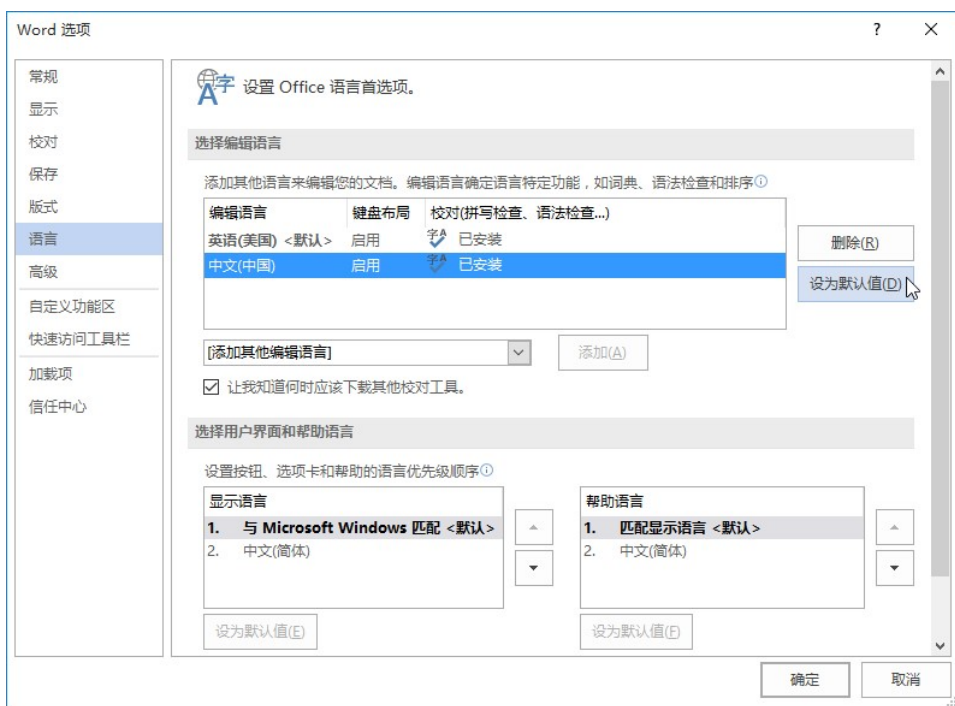 Word 选项
常规
显示
校对
保存
版式
语言
高级
自定义功能区
快速访问工具栏
加载项
信任中心
设置 Office 语言首选项。
选择编辑语言
添加其他语言来编辑您的文档。编辑语言确定语言特定功能，如词典、语法检查和排序
编辑语言 键盘布局 校对(拼写检查、语法检查...)
英语(美国) <默认> 启用 已安装
中文(中国) 启用 已安装
删除(R)
设为默认值(D)
[添加其他编辑语言] 添加(A)
让我知道何时应该下载其他校对工具。
选择用户界面和帮助语言
设置按钮、选项卡和帮助的语言优先级顺序
显示语言
1. 与 Microsoft Windows 匹配 <默认>
2. 中文(简体)
设为默认值(E)
帮助语言
1. 匹配显示语言 <默认>
2. 中文(简体)
设为默认值(F)
确定 取消